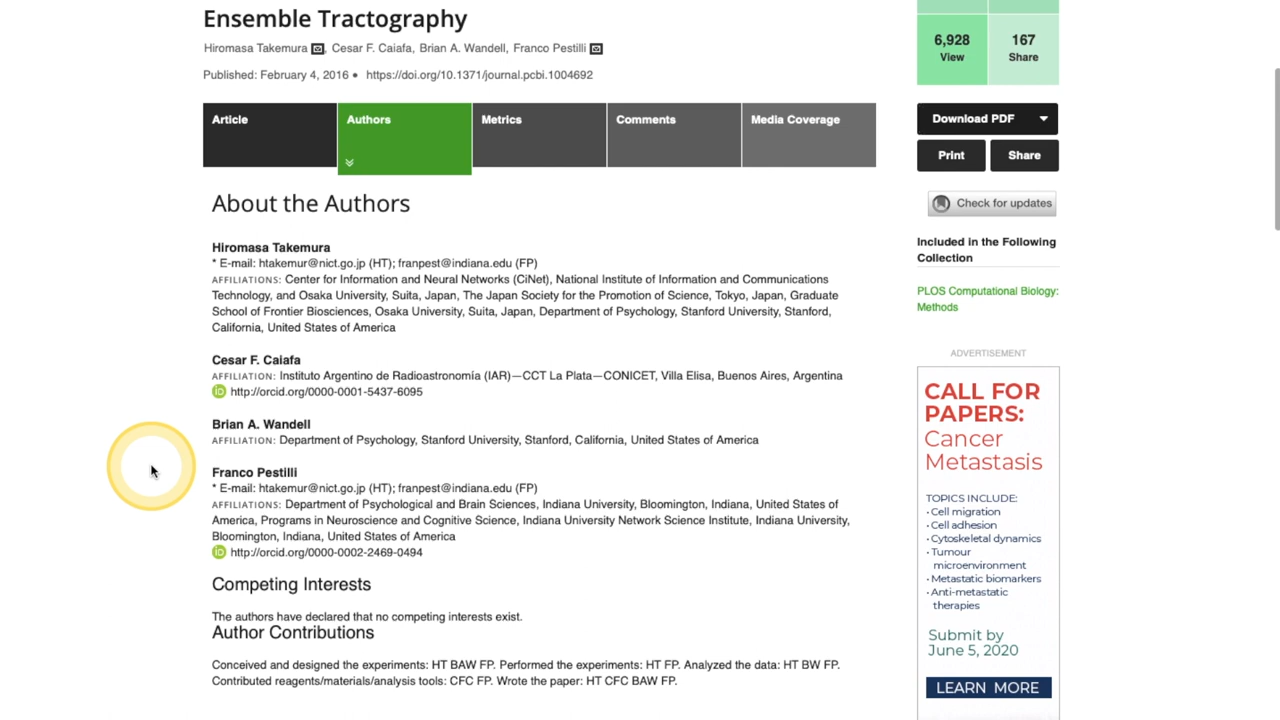 Ensemble Tractography
Hiromasa Takemura, Cesar F. Caiafa, Brian A. Wandell, Franco Pestilli
Published: February 4, 2016 • https://doi.org/10.1371/journal.pcbi.1004692
6,928
View
167
Share
Article
Authors
Metrics
Comments
Media Coverage
Download PDF
Print
Share
Check for updates
Included in the Following
Collection
PLOS Computational Biology:
Methods
About the Authors
Hiromasa Takemura
* E-mail: htakemur@nict.go.jp (HT); franpest@indiana.edu (FP)
AFFILIATIONS: Center for Information and Neural Networks (CiNet), National Institute of Information and Communications
Technology, and Osaka University, Suita, Japan, The Japan Society for the Promotion of Science, Tokyo, Japan, Graduate
School of Frontier Biosciences, Osaka University, Suita, Japan, Department of Psychology, Stanford University, Stanford,
California, United States of America
Cesar F. Caiafa
AFFILIATION: Instituto Argentino de Radioastronomía (IAR)—CCT La Plata—CONICET, Villa Elisa, Buenos Aires, Argentina
iD http://orcid.org/0000-0001-5437-6095
Brian A. Wandell
AFFILIATION: Department of Psychology, Stanford University, Stanford, California, United States of America
Franco Pestilli
* E-mail: htakemur@nict.go.jp (HT); franpest@indiana.edu (FP)
AFFILIATIONS: Department of Psychological and Brain Sciences, Indiana University, Bloomington, Indiana, United States of
America, Programs in Neuroscience and Cognitive Science, Indiana University Network Science Institute, Indiana University,
Bloomington, Indiana, United States of America
iD http://orcid.org/0000-0002-2469-0494
Competing Interests
The authors have declared that no competing interests exist.
Author Contributions
Conceived and designed the experiments: HT BAW FP. Performed the experiments: HT FP. Analyzed the data: HT BW FP.
Contributed reagents/materials/analysis tools: CFC FP. Wrote the paper: HT CFC BAW FP.
ADVERTISEMENT
CALL FOR
PAPERS:
Cancer
Metastasis
TOPICS INCLUDE:
• Cell migration
• Cell adhesion
• Cytoskeletal dynamics
• Tumour
microenvironment
• Metastatic biomarkers
• Anti-metastatic
therapies
Submit by
June 5, 2020
LEARN MORE